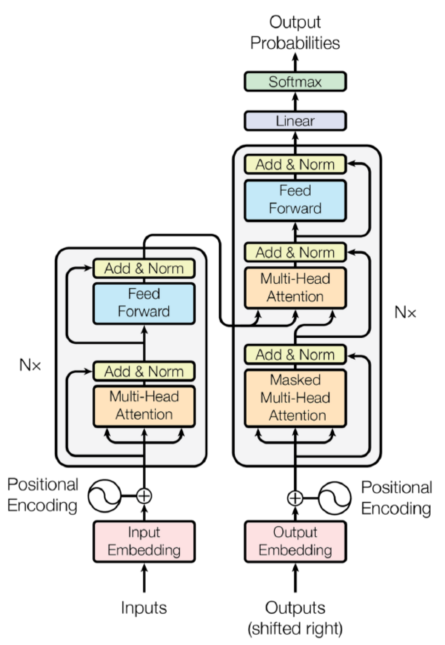 Output
Probabilities
Softmax
Linear
Add & Norm
Feed
Forward
Add & Norm
Multi-Head
Attention
Add & Norm
Masked
Multi-Head
Attention
Nx
Positional
Encoding
Output
Embedding
Outputs
(shifted right)
Add & Norm
Feed
Forward
Add & Norm
Multi-Head
Attention
Nx
Positional
Encoding
Input
Embedding
Inputs